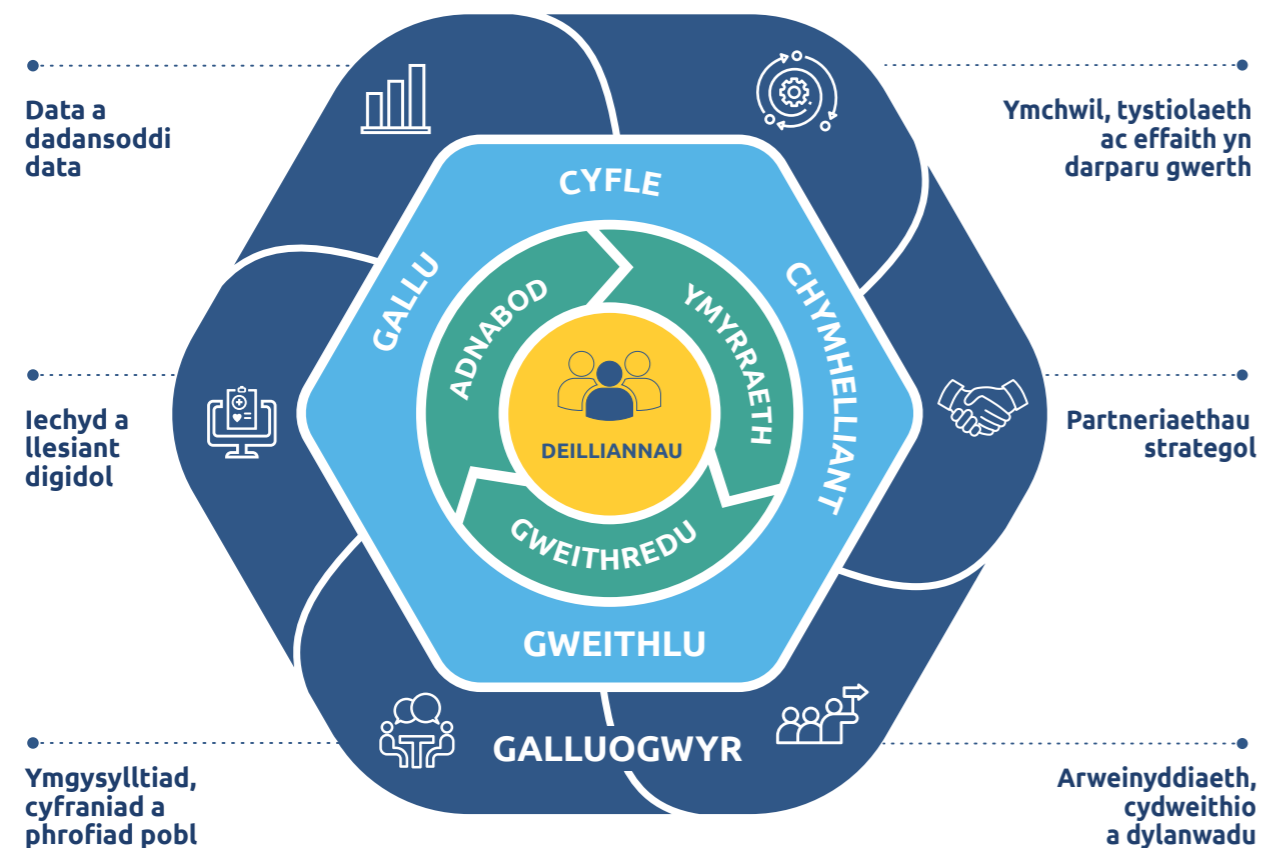 Data a
dadansoddi
data
Ymchwil, tystiolaeth
ac effaith yn
darparu gwerth
Iechyd a
llesiant
digidol
Partneriaethau
strategol
Ymgysylltiad,
cyfraniad a
phrofiad pobl
Arweinyddiaeth,
cydweithio
a dylanwadu
GALLUOGWYR
GALLU
CYFLE
CHYMHELLIANT
GWEITHLU
ADNABOD
YMYRRAETH
GWEITHREDU
DEILLIANNAU